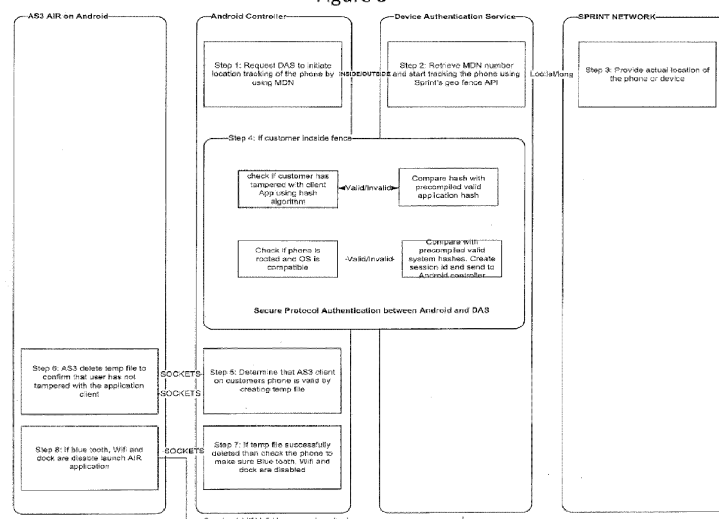 AS3 AIR on Android
Android Controller
Device Authentication Service
SPRINT NETWORK
Step 1: Request DAS to initiate
location tracking of the phone by
using MDN
INSIDE/OUTSIDE
Step 2: Retrieve MDN number
and start tracking the phone using
Sprint's geo fence API
Loc:lat/long
Step 3: Provide actual location of
the phone or device
Step 4: If customer indside fence
check if customer has
tampered with client
App using hash
algorithm
Valid/Invalid
Compare hash with
precompiled valid
application hash
Check if phone is
rooted and OS is
compatible
Valid/Invalid
Compare with
precompiled valid
system hashes. Create
session id and send to
Android controller
Secure Protocol Authentication between Android and DAS
Step 6: AS3 delete temp file to
confirm that user has not
tampered with the application
client
SOCKETS
SOCKETS
Step 5: Determine that AS3 client
on customers phone is valid by
creating temp file
Step 8: If blue tooth, Wifi and
dock are disable launch AIR
application
SOCKETS
Step 7: If temp file successfully
deleted than check the phone to
make sure Blue tooth, Wifi and
dock are disabled